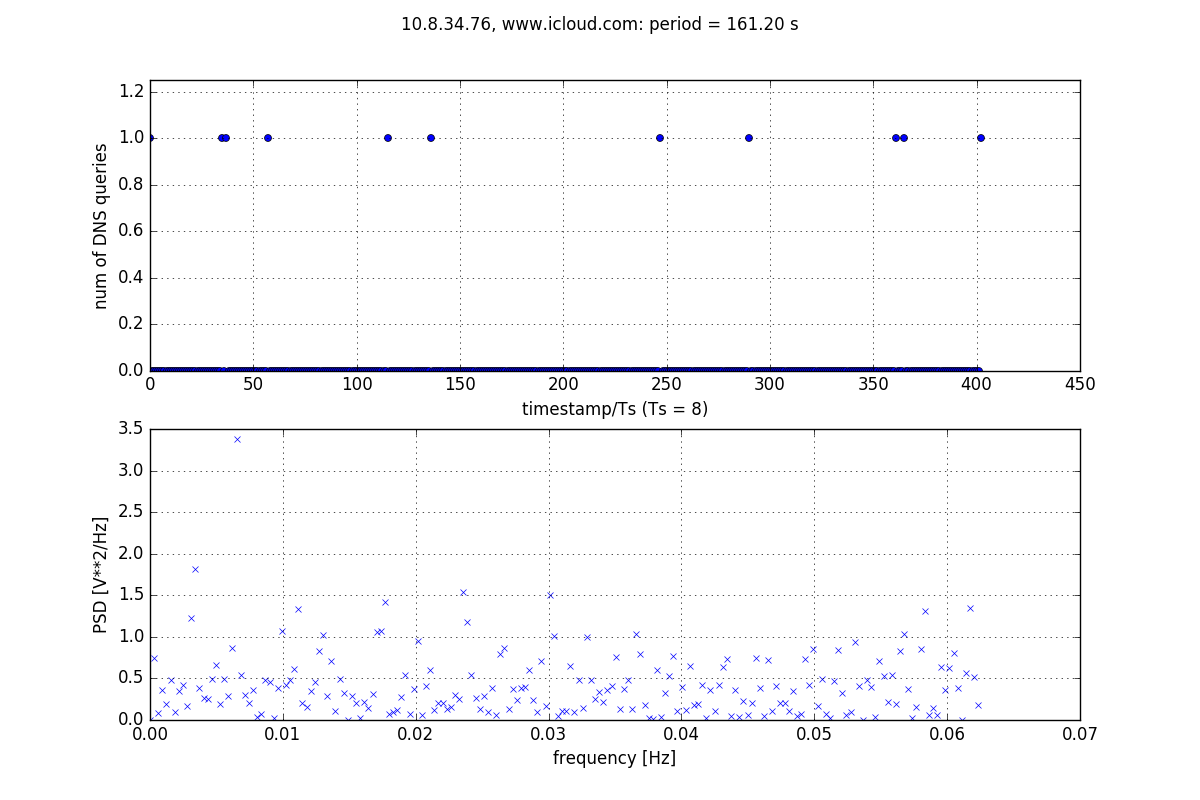 10.8.34.76, www.icloud.com: period = 161.20 s
1.2
1.0
0.8
0.6
0.4
0.2
0.0
num of DNS queries
0 50 100 150 200 250 300 350 400 450
timestamp/Ts (Ts = 8)
3.5
3.0
2.5
2.0
1.5
1.0
0.5
0.0
PSD [V**2/Hz]
0.00 0.01 0.02 0.03 0.04 0.05 0.06 0.07
frequency [Hz]